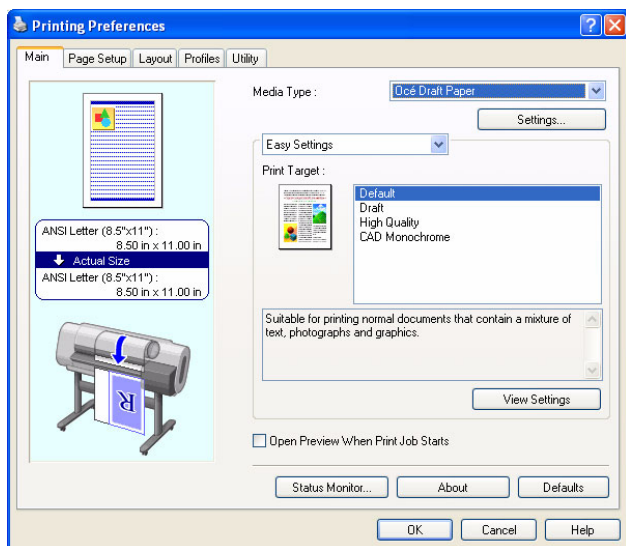 Printing Preferences
Main
Page Setup
Layout
Profiles
Utility
Media Type :
Océ Draft Paper
Settings...
Easy Settings
Print Target :
Default
Draft
High Quality
CAD Monochrome
ANSI Letter (8.5"x11") :
8.50 in x 11.00 in
Actual Size
ANSI Letter (8.5"x11") :
8.50 in x 11.00 in
R
Suitable for printing normal documents that contain a mixture of
text, photographs and graphics.
View Settings
Open Preview When Print Job Starts
Status Monitor...
About
Defaults
OK
Cancel
Help